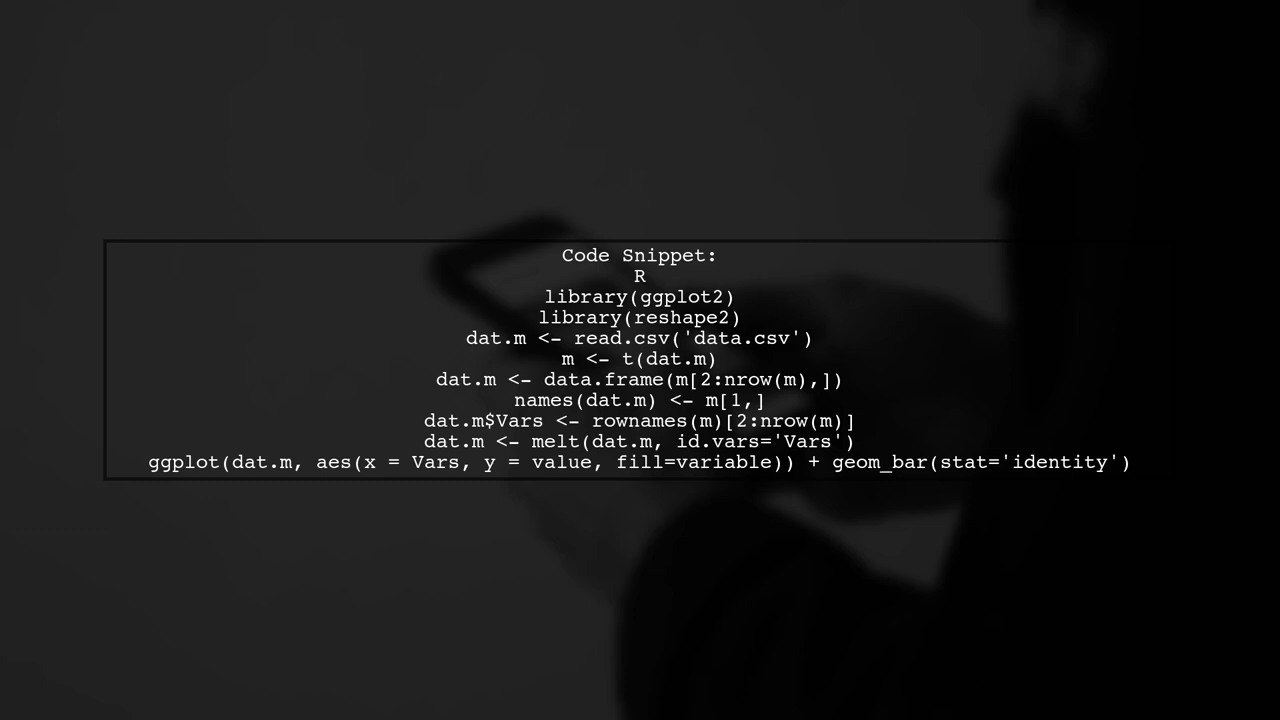 Code Snippet:
R
library(ggplot2)
library(reshape2)
dat.m <- read.csv('data.csv')
m <- t(dat.m)
dat.m <- data.frame(m[2:nrow(m),])
names(dat.m) <- m[1,]
dat.m$Vars <- rownames(m)[2:nrow(m)]
dat.m <- melt(dat.m, id.vars='Vars')
ggplot(dat.m, aes(x = Vars, y = value, fill=variable)) + geom_bar(stat='identity')